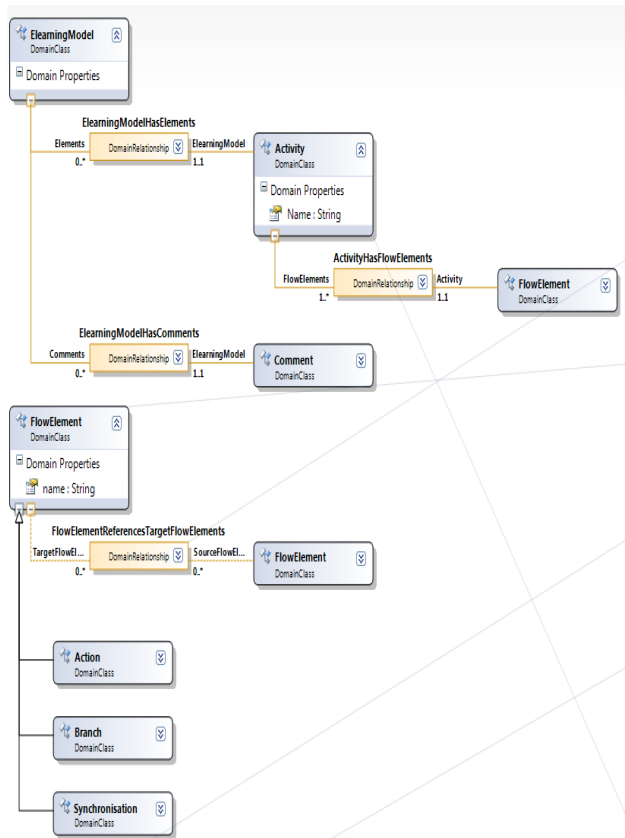 ElearningModel
DomainClass
Domain Properties
ElearningModelHasElements
Elements
DomainRelationship
ElearningModel
0..*
1..1
Activity
DomainClass
Domain Properties
Name : String
ActivityHasFlowElements
FlowElements
DomainRelationship
Activity
1..*
1..1
FlowElement
DomainClass
ElearningModelHasComments
Comments
DomainRelationship
ElearningModel
0..*
1..1
Comment
DomainClass
FlowElement
DomainClass
Domain Properties
name : String
FlowElementReferencesTargetFlowElements
TargetFlowEl...
DomainRelationship
SourceFlowEl...
0..*
0..*
FlowElement
DomainClass
Action
DomainClass
Branch
DomainClass
Synchronisation
DomainClass